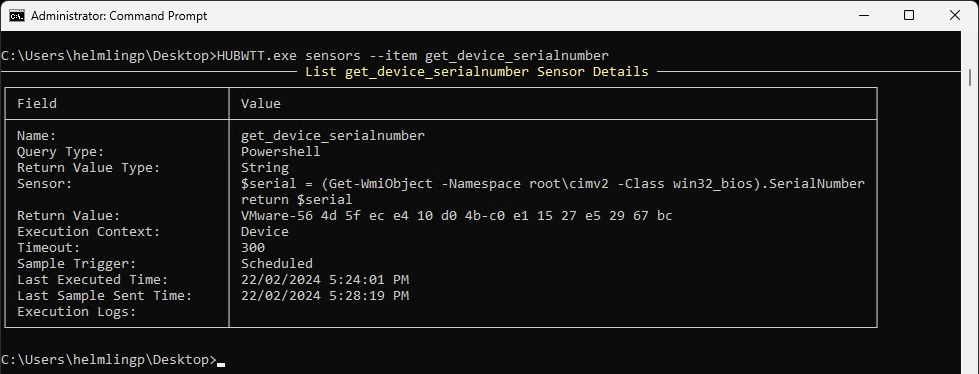 Administrator: Command Prompt
C:\Users\helmlingp\Desktop>HUBWTT.exe sensors --item get_device_serialnumber
List get_device_serialnumber Sensor Details
Field Value
Name: get_device_serialnumber
Query Type: Powershell
Return Value Type: String
Sensor: $serial = (Get-WmiObject -Namespace root\cimv2 -Class win32_bios).SerialNumber
return $serial
Return Value: VMware-56 4d 5f ec e4 10 d0 4b-c0 e1 15 27 e5 29 67 bc
Execution Context: Device
Timeout: 300
Sample Trigger: Scheduled
Last Executed Time: 22/02/2024 5:24:01 PM
Last Sample Sent Time: 22/02/2024 5:28:19 PM
Execution Logs:
C:\Users\helmlingp\Desktop>